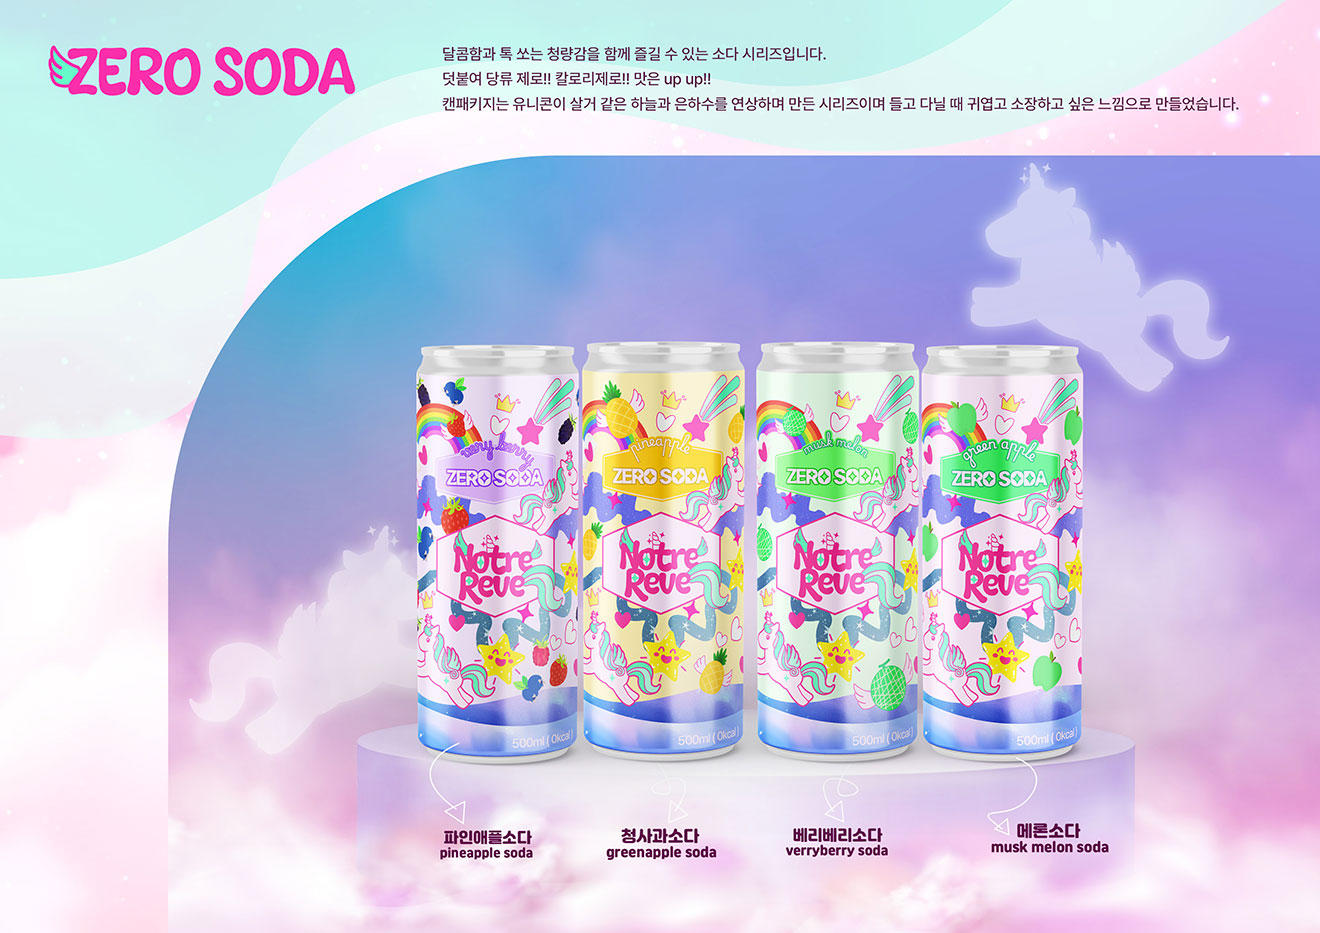 ZERO SODA
달콤함과 톡 쏘는 청량감을 함께 즐길 수 있는 소다 시리즈입니다.
덧붙여 당류 제로!! 칼로리제로!! 맛은 up up!!
캔패키지는 유니콘이 살거 같은 하늘과 은하수를 연상하며 만든 시리즈이며 들고 다닐 때 귀엽고 소장하고 싶은 느낌으로 만들었습니다.
very berry
ZERO SODA
Notre
Reve
500ml ( 0kcal )
pineapple
ZERO SODA
Notre
Reve
500ml ( 0kcal )
musk melon
ZERO SODA
Notre
Reve
500ml ( 0kcal )
green apple
ZERO SODA
Notre
Reve
500ml ( 0kcal )
파인애플소다
pineapple soda
청사과소다
greenapple soda
베리베리소다
verryberry soda
메론소다
musk melon soda